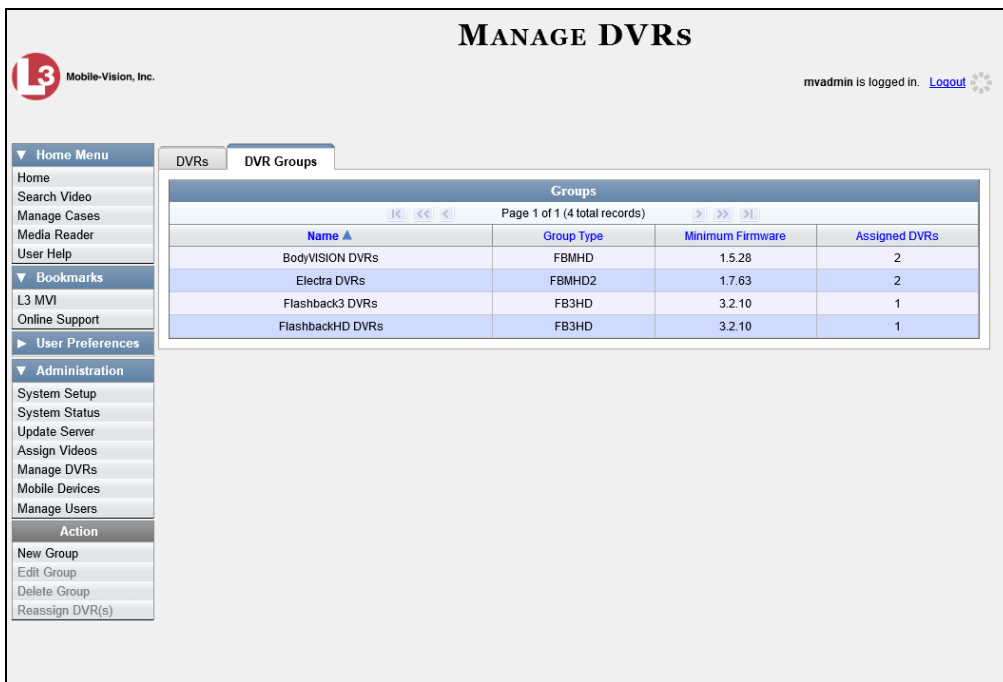 MANAGE DVRS
L3 Mobile-Vision, Inc.
mvadmin is logged in. Logout
Home Menu
Home
Search Video
Manage Cases
Media Reader
User Help
Bookmarks
L3 MVI
Online Support
User Preferences
Administration
System Setup
System Status
Update Server
Assign Videos
Manage DVRs
Mobile Devices
Manage Users
Action
New Group
Edit Group
Delete Group
Reassign DVR(s)
DVRs DVR Groups
Groups
Page 1 of 1 (4 total records)
Name Group Type Minimum Firmware Assigned DVRs
BodyVISION DVRs FBMHD 1.5.28 2
Electra DVRs FBMHD2 1.7.63 2
Flashback3 DVRs FB3HD 3.2.10 1
FlashbackHD DVRs FB3HD 3.2.10 1